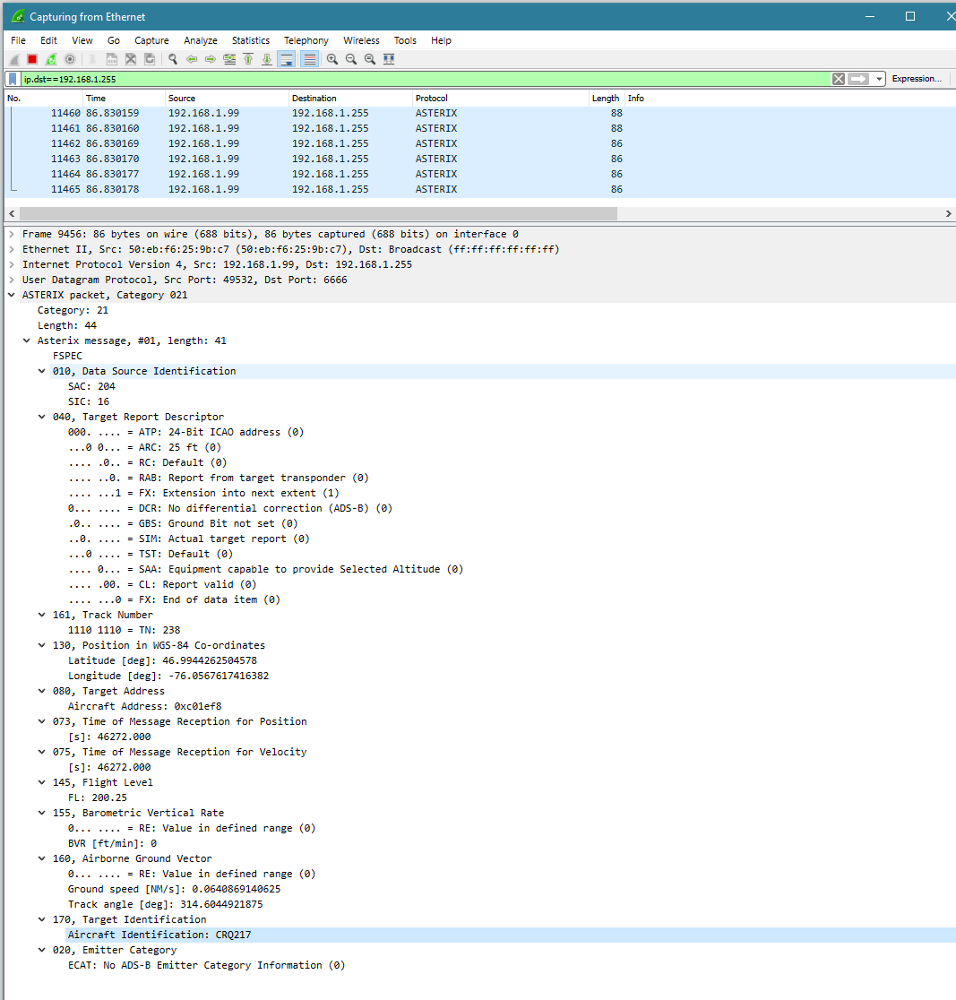 Capturing from Ethernet
File Edit View Go Capture Analyze Statistics Telephony Wireless Tools Help
ip.dst==192.168.1.255 Expression...
No. Time Source Destination Protocol Length Info
11460 86.830159 192.168.1.99 192.168.1.255 ASTERIX 88
11461 86.830160 192.168.1.99 192.168.1.255 ASTERIX 88
11462 86.830169 192.168.1.99 192.168.1.255 ASTERIX 86
11463 86.830170 192.168.1.99 192.168.1.255 ASTERIX 86
11464 86.830177 192.168.1.99 192.168.1.255 ASTERIX 86
11465 86.830178 192.168.1.99 192.168.1.255 ASTERIX 86
Frame 9456: 86 bytes on wire (688 bits), 86 bytes captured (688 bits) on interface 0
Ethernet II, Src: 50:eb:f6:25:9b:c7 (50:eb:f6:25:9b:c7), Dst: Broadcast (ff:ff:ff:ff:ff:ff)
Internet Protocol Version 4, Src: 192.168.1.99, Dst: 192.168.1.255
User Datagram Protocol, Src Port: 49532, Dst Port: 6666
ASTERIX packet, Category 021
Category: 21
Length: 44
Asterix message, #01, length: 41
FSPEC
010, Data Source Identification
SAC: 204
SIC: 16
040, Target Report Descriptor
000. .... = ATP: 24-Bit ICAO address (0)
...0 0... = ARC: 25 ft (0)
.... .0.. = RC: Default (0)
.... ..0. = RAB: Report from target transponder (0)
.... ...1 = FX: Extension into next extent (1)
0... .... = DCR: No differential correction (ADS-B) (0)
.0.. .... = GBS: Ground Bit not set (0)
..0. .... = SIM: Actual target report (0)
...0 .... = TST: Default (0)
.... 0... = SAA: Equipment capable to provide Selected Altitude (0)
.... .00. = CL: Report valid (0)
.... ...0 = FX: End of data item (0)
161, Track Number
1110 1110 = TN: 238
130, Position in WGS-84 Co-ordinates
Latitude [deg]: 46.9944262504578
Longitude [deg]: -76.0567617416382
080, Target Address
Aircraft Address: 0xc01ef8
073, Time of Message Reception for Position
[s]: 46272.000
075, Time of Message Reception for Velocity
[s]: 46272.000
145, Flight Level
FL: 200.25
155, Barometric Vertical Rate
0... .... = RE: Value in defined range (0)
BVR [ft/min]: 0
160, Airborne Ground Vector
0... .... = RE: Value in defined range (0)
Ground speed [NM/s]: 0.0640869140625
Track angle [deg]: 314.6044921875
170, Target Identification
Aircraft Identification: CRQ217
020, Emitter Category
ECAT: No ADS-B Emitter Category Information (0)